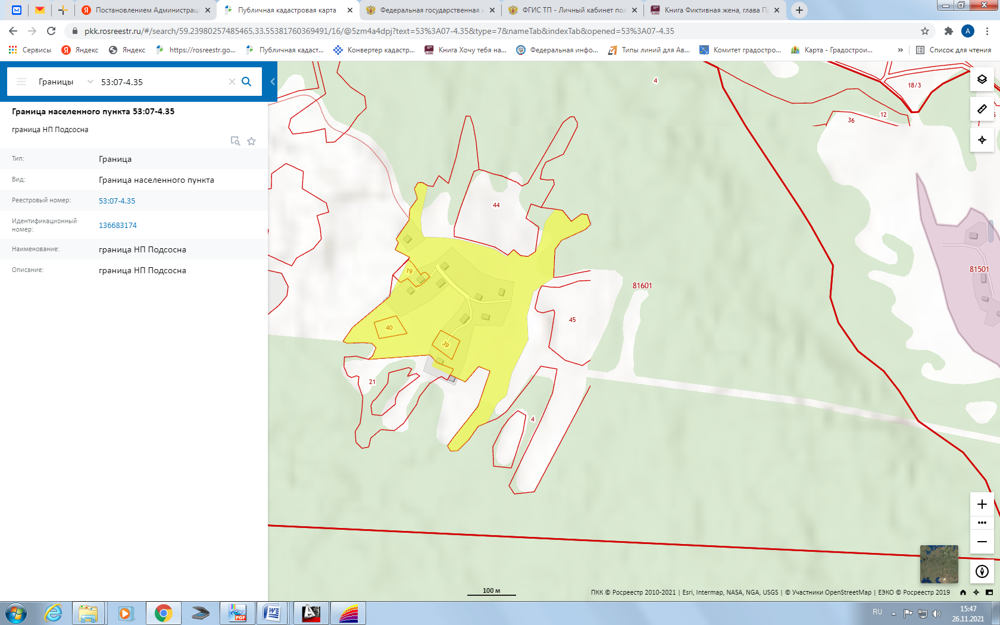 Постановлением Администрац
Публичная кадастровая карта
Федеральная государственная и
ФГИС ТП - Личный кабинет пол
Книга Фиктивная жена, глава Пр
pkk.rosreestr.ru/#/search/59.23980257485465,33.55381760369491/16/@5zm4a4dpj?text=53%3A07-4.35&type=7&nameTab&indexTab&opened=53%3A07-4.35
A
Сервисы
Яндекс
Яндекс
https://rosreestr.go...
Публичная кадаст...
Конвертер кадастр...
Книга Хочу тебя на...
Федеральная инфо...
Типы линий для Ав...
Комитет градостро...
Карта - Градострои...
»
Список для чтения
Границы
53:07-4.35
Граница населенного пункта 53:07-4.35
граница НП Подсосна
Тип:
Граница
Вид:
Граница населенного пункта
Реестровый номер:
53:07-4.35
Идентификационный
номер:
136683174
Наименование:
граница НП Подсосна
Описание:
граница НП Подсосна
4
18/3
12
36
44
19
81501
81601
45
40
39
21
4
100 м
ПКК © Росреестр 2010-2021 | Esri, Intermap, NASA, NGA, USGS | © Участники OpenStreetMap | ЕЭКО © Росреестр 2019
PDF
RU
15:47
26.11.2021